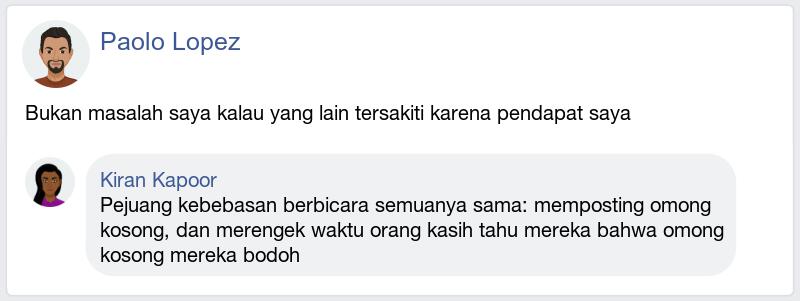 Paolo Lopez
Bukan masalah saya kalau yang lain tersakiti karena pendapat saya
Kiran Kapoor
Pejuang kebebasan berbicara semuanya sama: memposting omong
kosong, dan merengek waktu orang kasih tahu mereka bahwa omong
kosong mereka bodoh